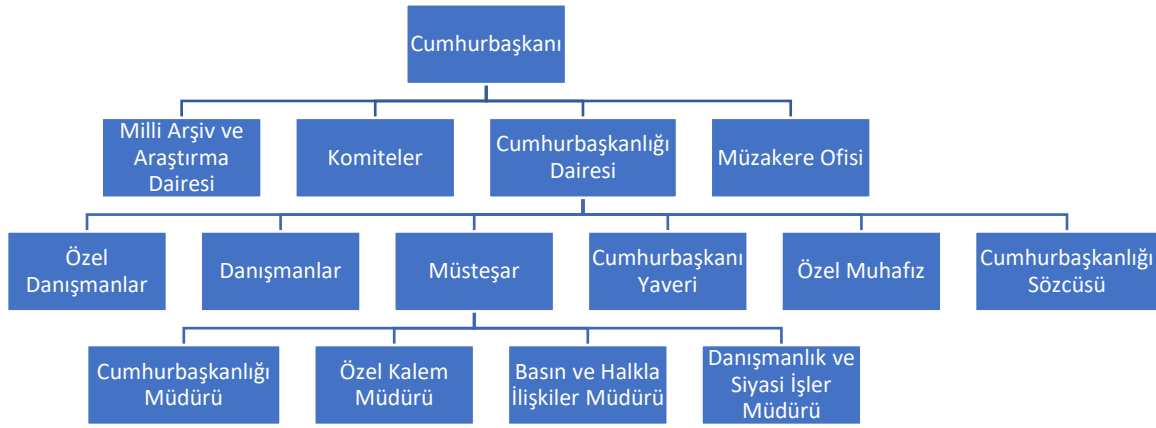 Cumhurbaşkanı
Milli Arşiv ve
Araştırma
Dairesi
Komiteler
Cumhurbaşkanlığı
Dairesi
Müzakere Ofisi
Özel
Danışmanlar
Danışmanlar
Müsteşar
Cumhurbaşkanı
Yaveri
Özel Muhafız
Cumhurbaşkanlığı
Sözcüsü
Cumhurbaşkanlığı
Müdürü
Özel Kalem
Müdürü
Basın ve Halkla
İlişkiler Müdürü
Danışmanlık ve
Siyasi İşler
Müdürü